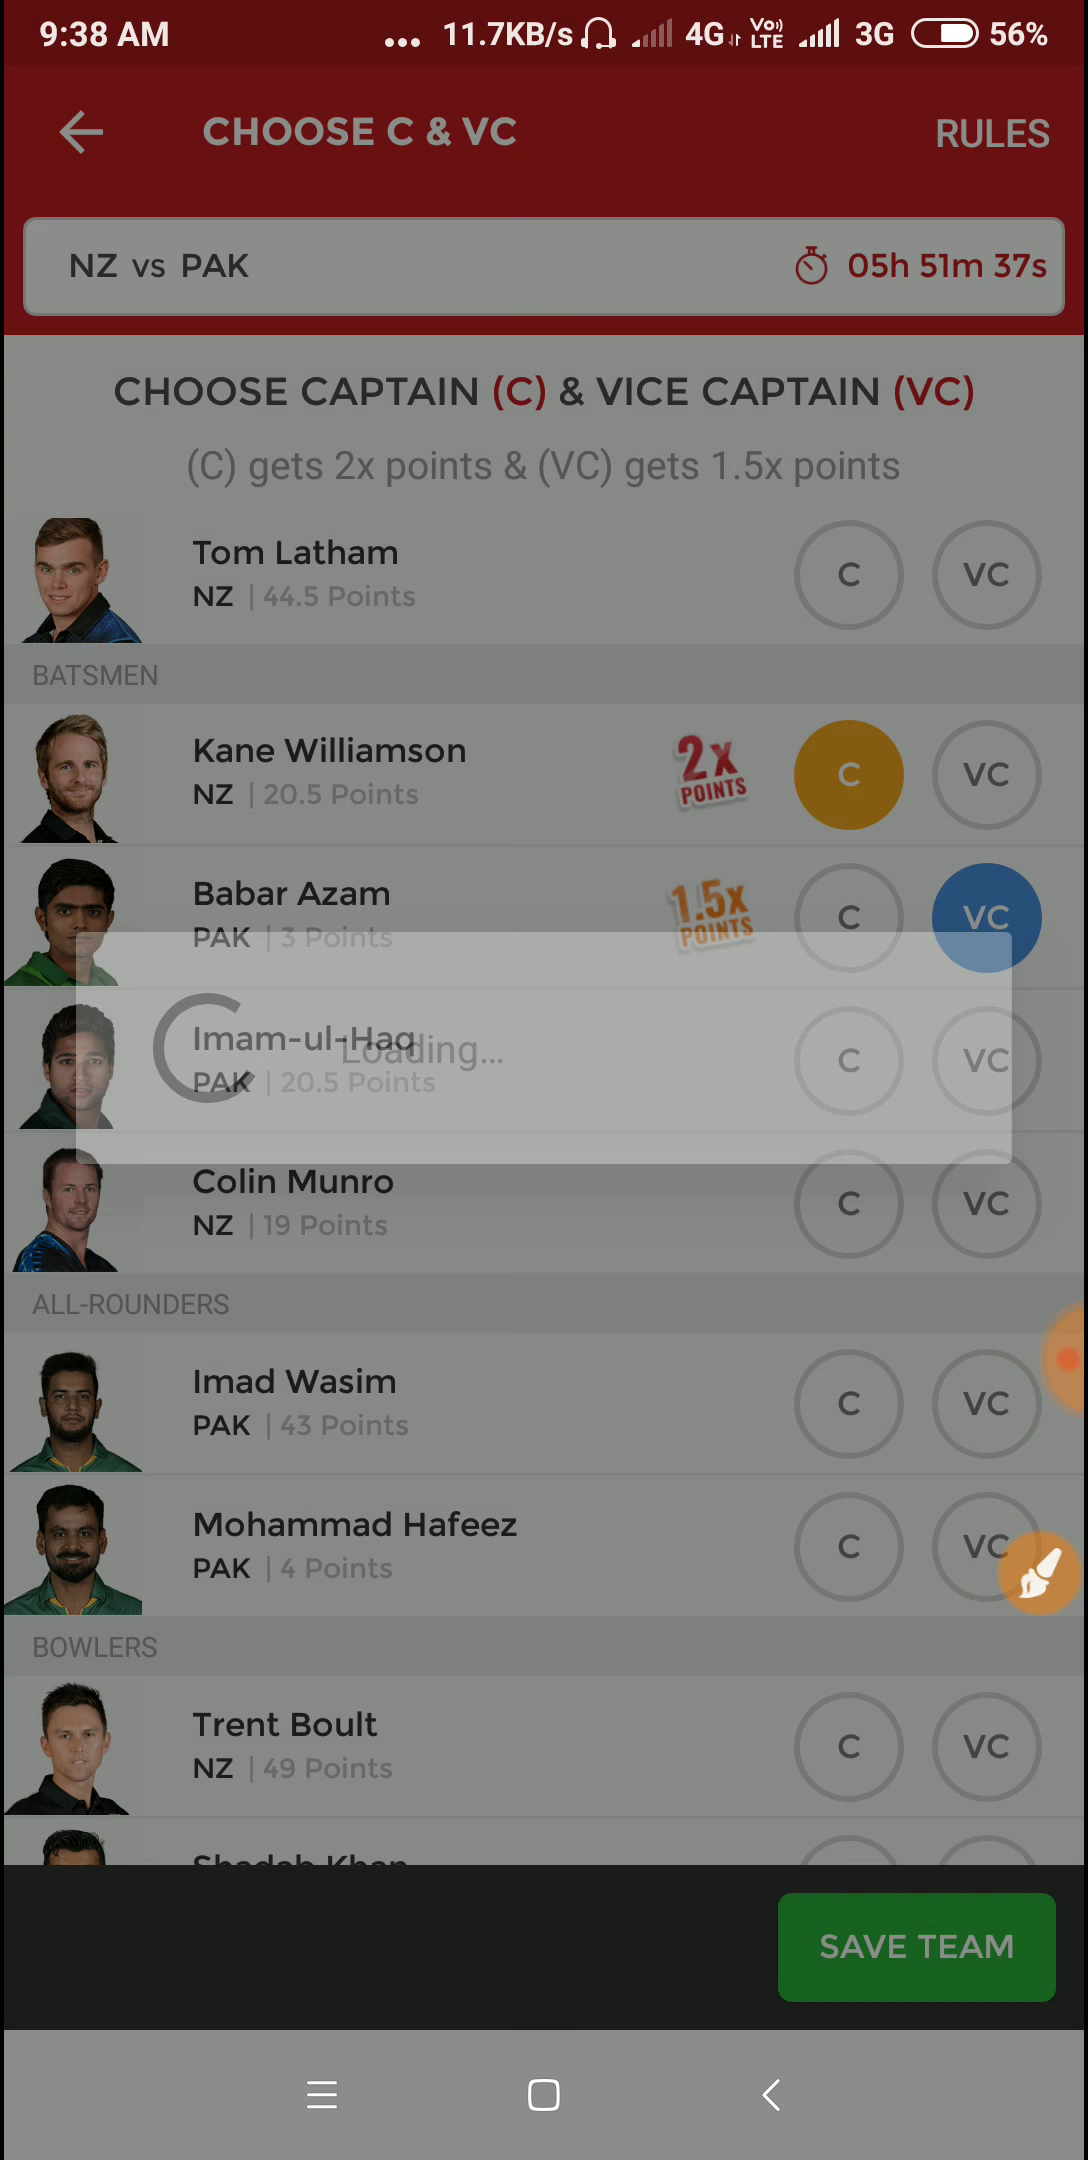 9:38 AM ... 11.7KB/s 4G VoLTE 3G 56%
CHOOSE C & VC RULES
NZ vs PAK 05h 51m 37s
CHOOSE CAPTAIN (C) & VICE CAPTAIN (VC)
(C) gets 2x points & (VC) gets 1.5x points
Tom Latham
NZ | 44.5 Points
C VC
BATSMEN
Kane Williamson
NZ | 20.5 Points
2x POINTS
C VC
Babar Azam
PAK | 3 Points
1.5x POINTS
C VC
Imam-ul-Haq
Loading...
PAK | 20.5 Points
C VC
Colin Munro
NZ | 19 Points
C VC
ALL-ROUNDERS
Imad Wasim
PAK | 43 Points
C VC
Mohammad Hafeez
PAK | 4 Points
C VC
BOWLERS
Trent Boult
NZ | 49 Points
C VC
Shadab Khan
SAVE TEAM